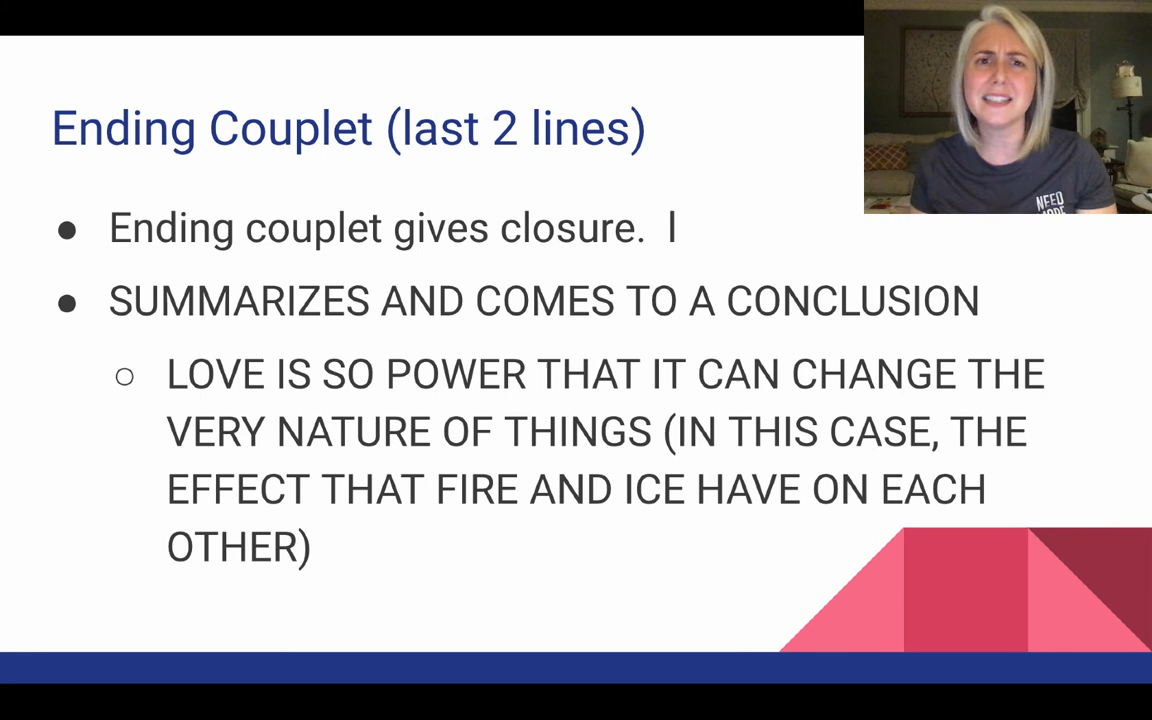 Ending Couplet (last 2 lines)
● Ending couplet gives closure. I
● SUMMARIZES AND COMES TO A CONCLUSION
○ LOVE IS SO POWER THAT IT CAN CHANGE THE
VERY NATURE OF THINGS (IN THIS CASE, THE
EFFECT THAT FIRE AND ICE HAVE ON EACH
OTHER)
NEED